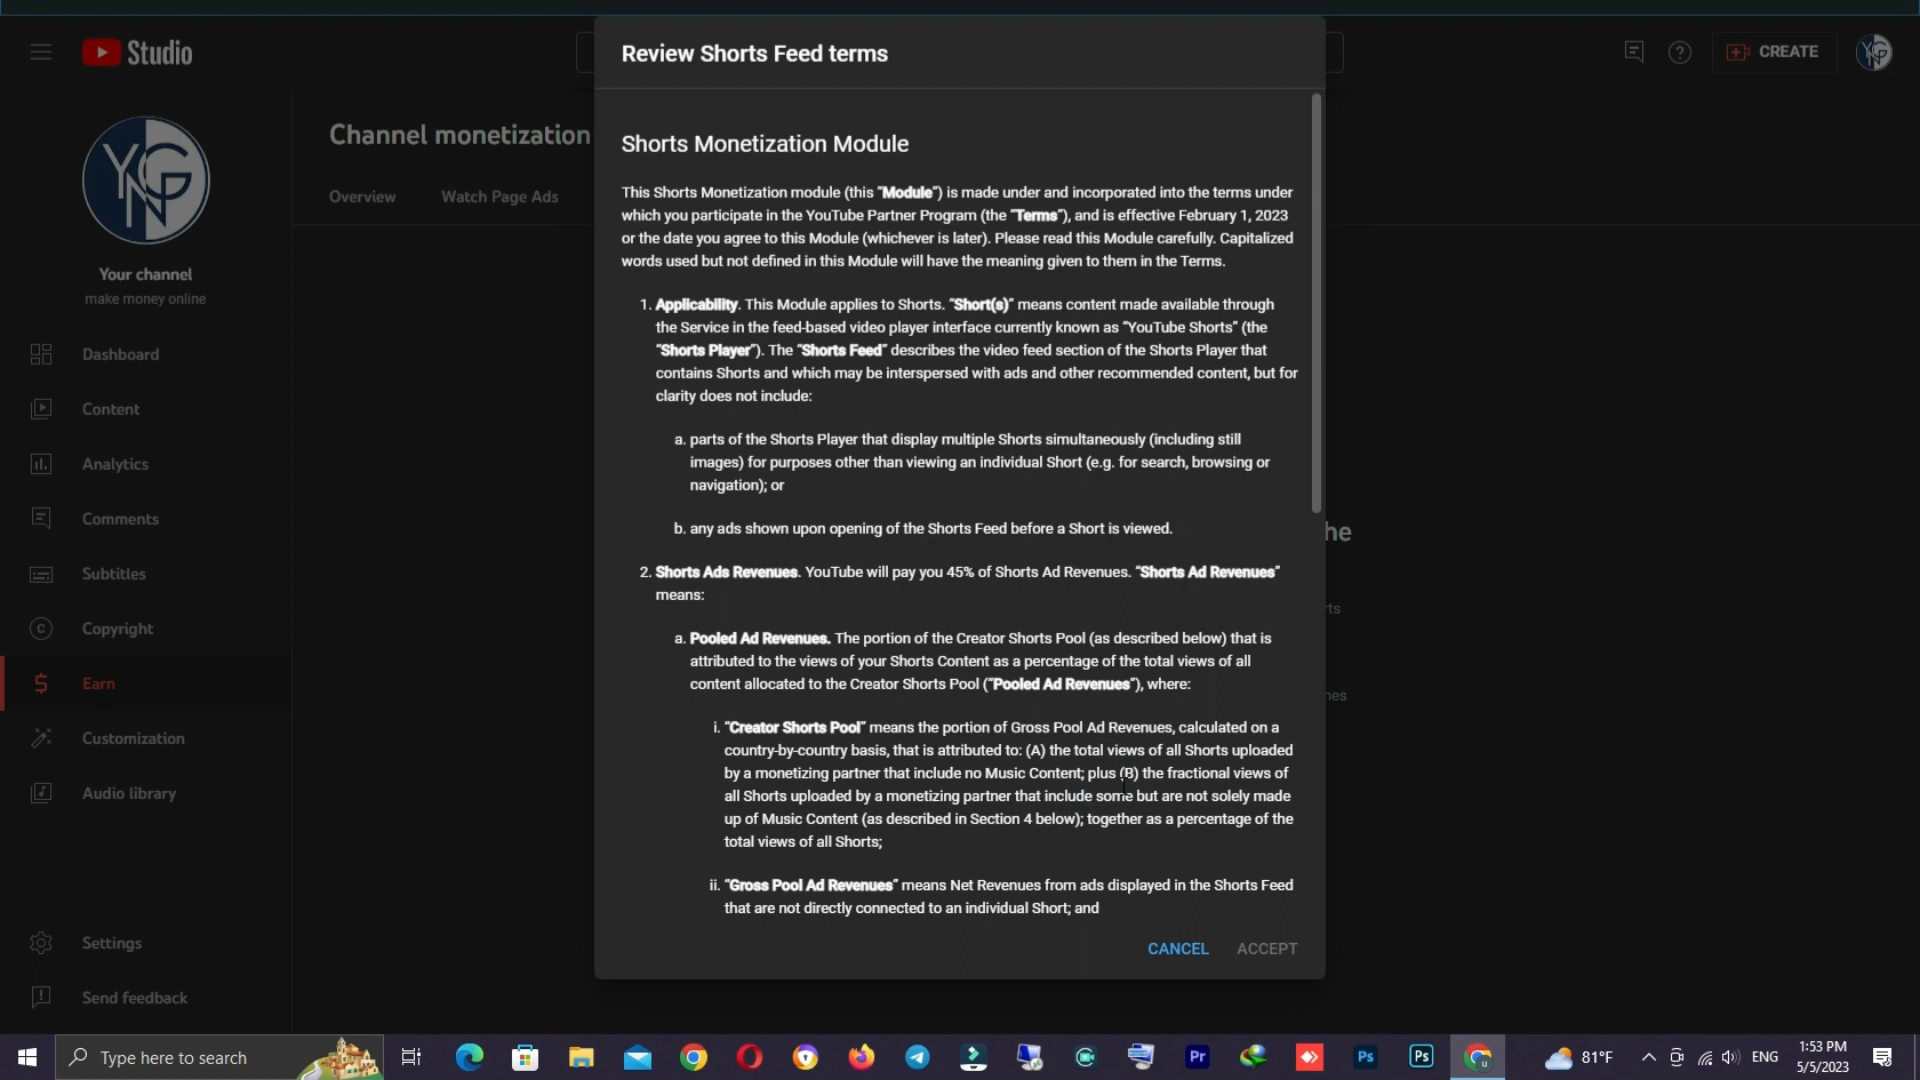 Studio
Review Shorts Feed terms
CREATE
YGN
YGN
Channel monetization
Overview
Watch Page Ads
Your channel
make money online
Dashboard
Content
Analytics
Comments
Subtitles
Copyright
Earn
Customization
Audio library
Settings
Send feedback
Shorts Monetization Module
This Shorts Monetization module (this “Module”) is made under and incorporated into the terms under
which you participate in the YouTube Partner Program (the “Terms”), and is effective February 1, 2023
or the date you agree to this Module (whichever is later). Please read this Module carefully. Capitalized
words used but not defined in this Module will have the meaning given to them in the Terms.
1. Applicability. This Module applies to Shorts. “Short(s)” means content made available through
the Service in the feed-based video player interface currently known as “YouTube Shorts” (the
“Shorts Player”). The “Shorts Feed” describes the video feed section of the Shorts Player that
contains Shorts and which may be interspersed with ads and other recommended content, but for
clarity does not include:
a. parts of the Shorts Player that display multiple Shorts simultaneously (including still
images) for purposes other than viewing an individual Short (e.g. for search, browsing or
navigation); or
b. any ads shown upon opening of the Shorts Feed before a Short is viewed.
2. Shorts Ads Revenues. YouTube will pay you 45% of Shorts Ad Revenues. “Shorts Ad Revenues”
means:
a. Pooled Ad Revenues. The portion of the Creator Shorts Pool (as described below) that is
attributed to the views of your Shorts Content as a percentage of the total views of all
content allocated to the Creator Shorts Pool (“Pooled Ad Revenues”), where:
i. “Creator Shorts Pool” means the portion of Gross Pool Ad Revenues, calculated on a
country-by-country basis, that is attributed to: (A) the total views of all Shorts uploaded
by a monetizing partner that include no Music Content; plus (B) the fractional views of
all Shorts uploaded by a monetizing partner that include some but are not solely made
up of Music Content (as described in Section 4 below); together as a percentage of the
total views of all Shorts;
ii. “Gross Pool Ad Revenues” means Net Revenues from ads displayed in the Shorts Feed
that are not directly connected to an individual Short; and
CANCEL
ACCEPT
he
rts
nes
Type here to search
Pr
Ps
Ps
81°F
ENG
1:53 PM
5/5/2023